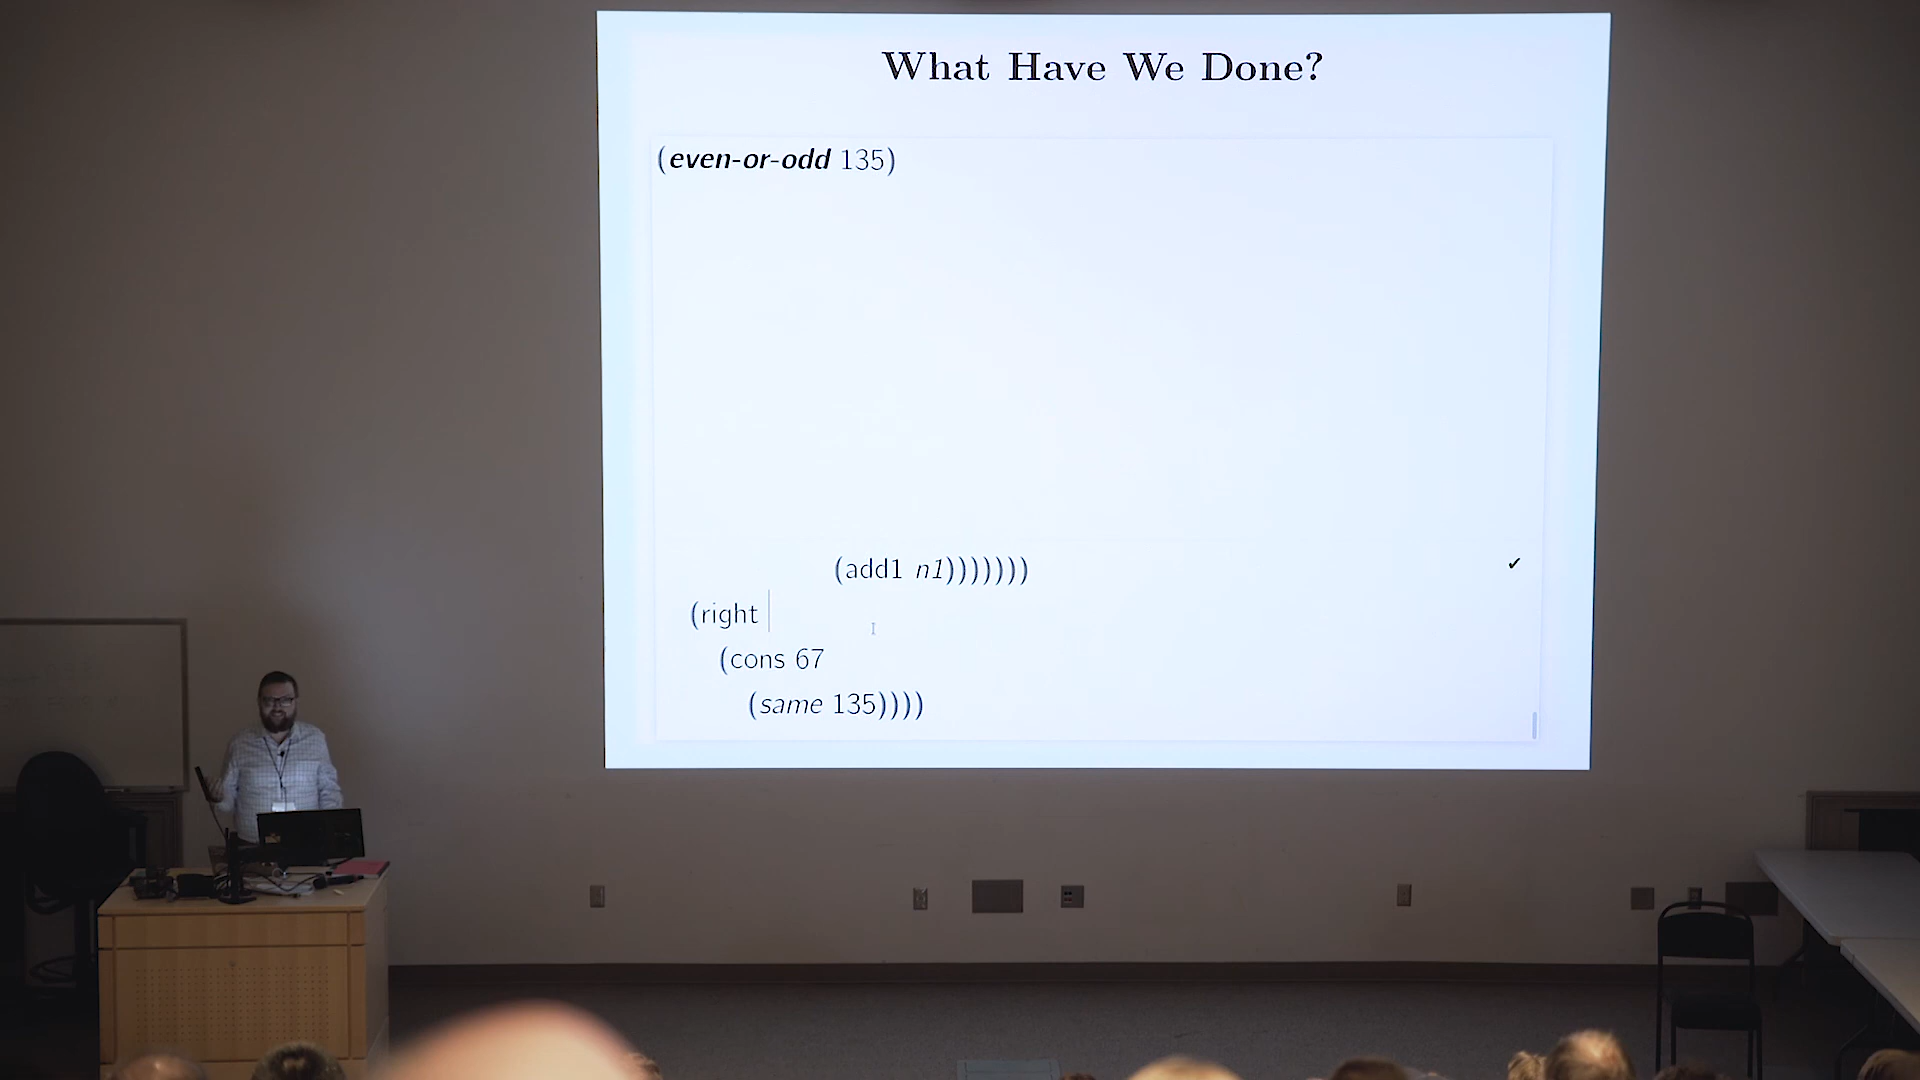 What Have We Done?
(even-or-odd 135)
(add1 n1)))))))
(right
(cons 67
(same 135))))